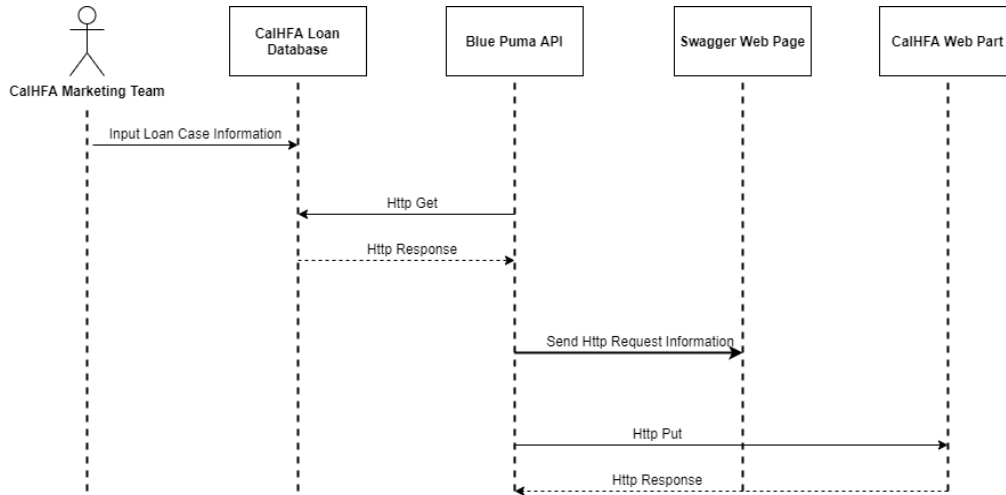 CalHFA Loan
Database
Blue Puma API
Swagger Web Page
CalHFA Web Part
CalHFA Marketing Team
Input Loan Case Information
Http Get
Http Response
Send Http Request Information
Http Put
Http Response